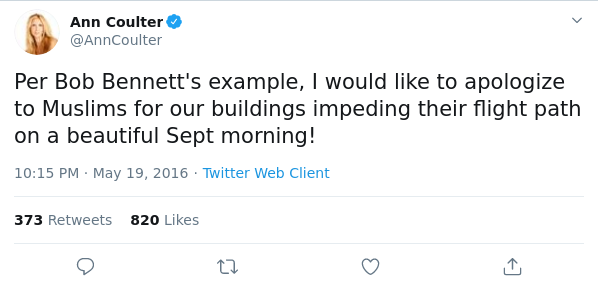 Ann Coulter
@AnnCoulter
Per Bob Bennett's example, I would like to apologize
to Muslims for our buildings impeding their flight path
on a beautiful Sept morning!
10:15 PM · May 19, 2016 · Twitter Web Client
373 Retweets 820 Likes